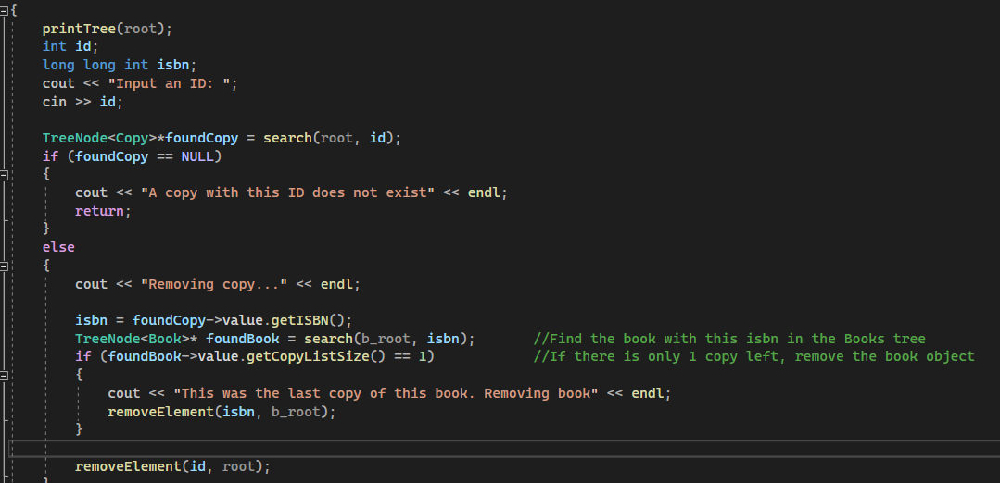 {
    printTree(root);
    int id;
    long long int isbn;
    cout << "Input an ID: ";
    cin >> id;

    TreeNode<Copy>*foundCopy = search(root, id);
    if (foundCopy == NULL)
    {
        cout << "A copy with this ID does not exist" << endl;
        return;
    }
    else
    {
        cout << "Removing copy..." << endl;

        isbn = foundCopy->value.getISBN();
        TreeNode<Book>* foundBook = search(b_root, isbn);       //Find the book with this isbn in the Books tree
        if (foundBook->value.getCopyListSize() == 1)            //If there is only 1 copy left, remove the book object
        {
            cout << "This was the last copy of this book. Removing book" << endl;
            removeElement(isbn, b_root);
        }

        removeElement(id, root);
    }